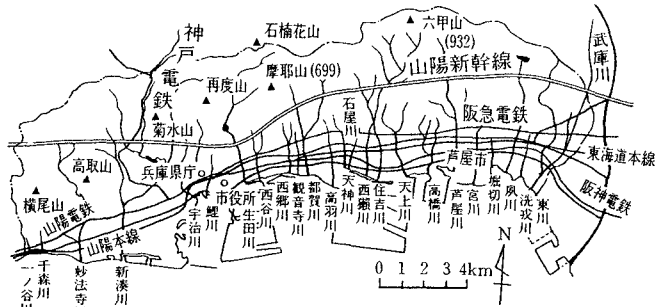 六甲山
(932)
石楠花山
神戸電鉄
摩耶山(699)
山陽新幹線
武庫川
再度山
菊水山
石屋川
阪急電鉄
高取山
兵庫県庁
芦屋市
東海道本線
横尾山
市役所
阪神電鉄
山陽電鉄
山陽本線
宇治川
鯉川
生田川
西谷川
西郷川
観音寺川
都賀川
高羽川
天神川
西瀬川
住吉川
天上川
高橋川
芦屋川
宮川
堀切川
夙川
洗戎川
東川
一ノ谷川
千森川
妙法寺川
新湊川
N
0 1 2 3 4km